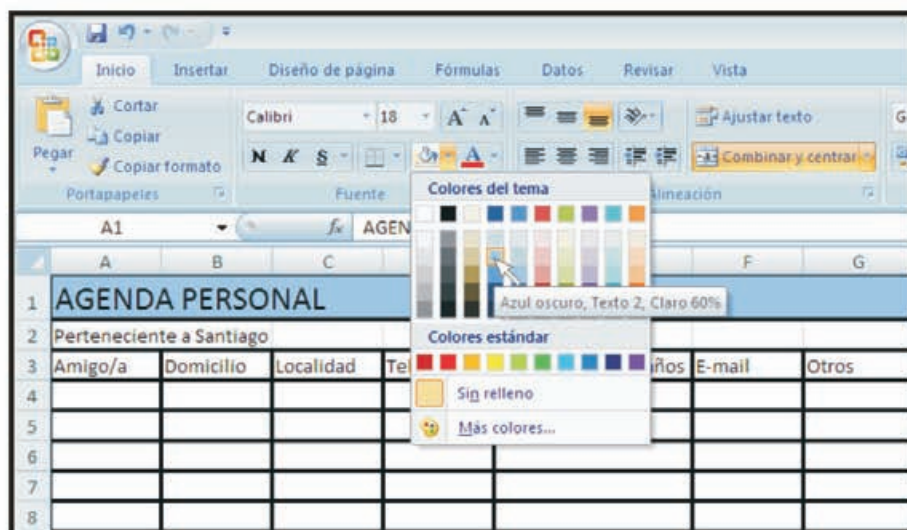 Inicio Insertar Diseño de página Fórmulas Datos Revisar Vista
Cortar
Calibri 18 A A Ajustar texto G
Copiar
Pegar
Copiar formato N K S A Combinar y centrar
Portapapeles Fuente Alineación
Colores del tema
A1 fx AGEN
A B C F G
1 AGENDA PERSONAL
Azul oscuro, Texto 2, Claro 60%
2 Perteneciente a Santiago
Colores estándar
3 Amigo/a Domicilio Localidad Tel ños E-mail Otros
4
Sin relleno
5
Más colores...
6
7
8